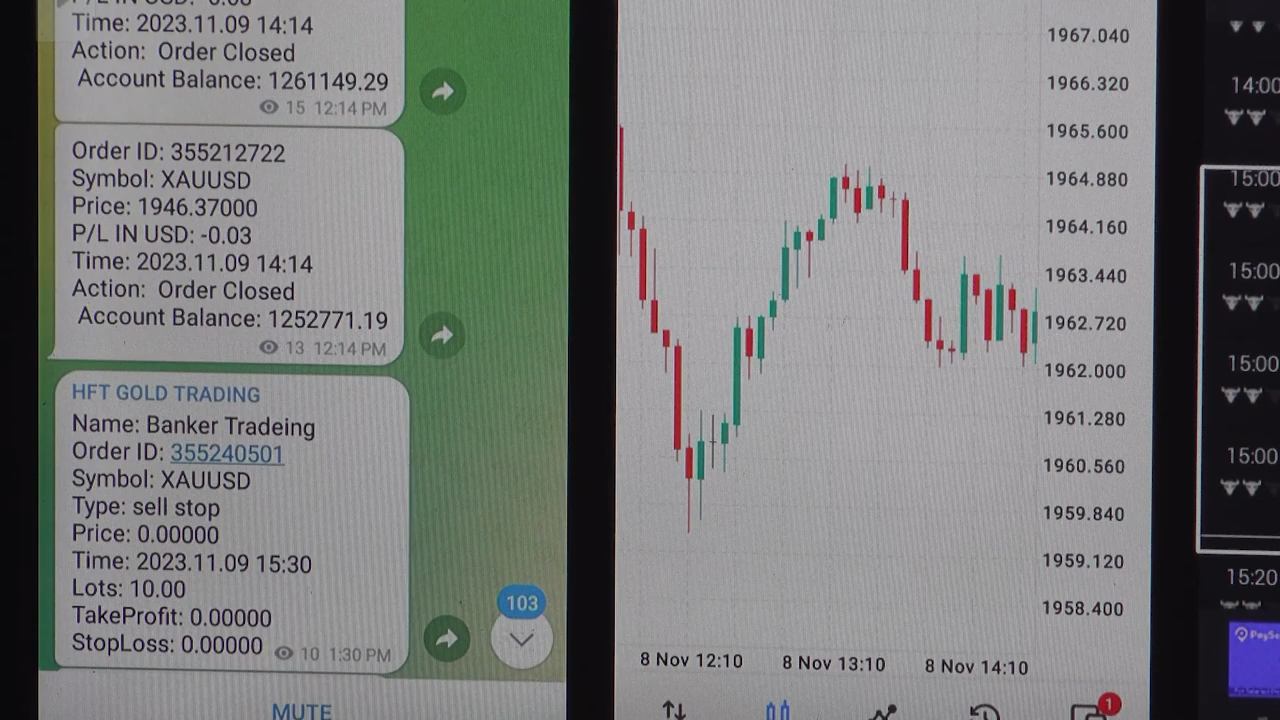 P/L IN USD: -0.03
Time: 2023.11.09 14:14
Action: Order Closed
Account Balance: 1261149.29
15 12:14 PM
Order ID: 355212722
Symbol: XAUUSD
Price: 1946.37000
P/L IN USD: -0.03
Time: 2023.11.09 14:14
Action: Order Closed
Account Balance: 1252771.19
13 12:14 PM
HFT GOLD TRADING
Name: Banker Tradeing
Order ID: 355240501
Symbol: XAUUSD
Type: sell stop
Price: 0.00000
Time: 2023.11.09 15:30
Lots: 10.00
TakeProfit: 0.00000
StopLoss: 0.00000
10 1:30 PM
103
MUTE
1967.040
1966.320
1965.600
1964.880
1964.160
1963.440
1962.720
1962.000
1961.280
1960.560
1959.840
1959.120
1958.400
8 Nov 12:10 8 Nov 13:10 8 Nov 14:10
1
14:00
15:00
15:00
15:00
15:00
15:20